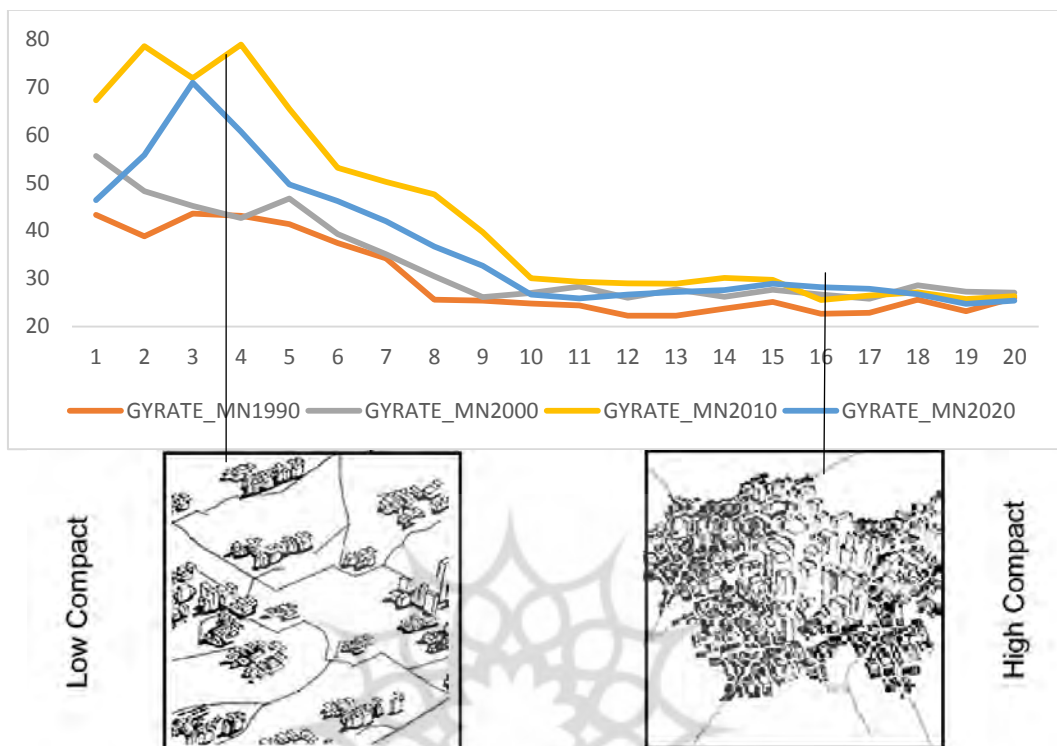 80
70
60
50
40
30
20
1 2 3 4 5 6 7 8 9 10 11 12 13 14 15 16 17 18 19 20
GYRATE_MN1990 GYRATE_MN2000 GYRATE_MN2010 GYRATE_MN2020
Low Compact
High Compact